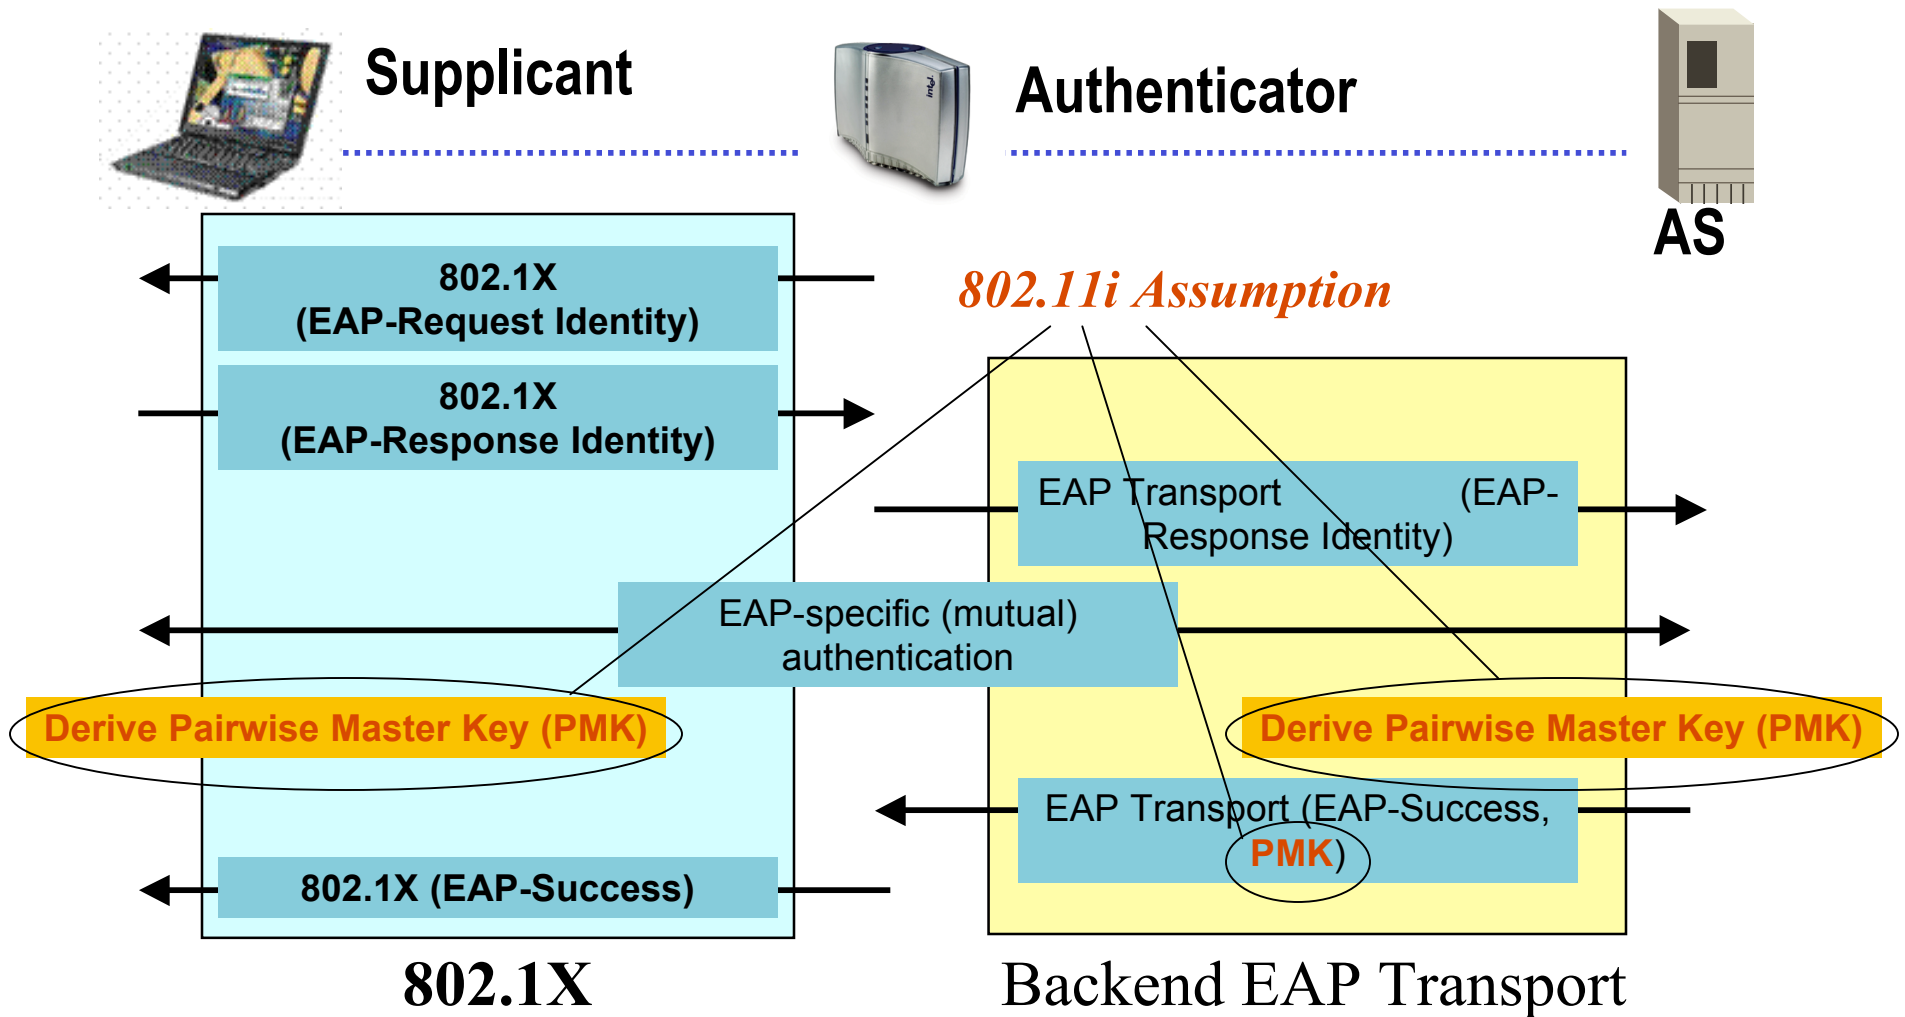 Supplicant
Authenticator
intel
AS
802.1X
(EAP-Request Identity)
802.11i Assumption
802.1X
(EAP-Response Identity)
EAP Transport (EAP-
Response Identity)
EAP-specific (mutual)
authentication
Derive Pairwise Master Key (PMK)
Derive Pairwise Master Key (PMK)
EAP Transport (EAP-Success,
PMK)
802.1X (EAP-Success)
802.1X
Backend EAP Transport